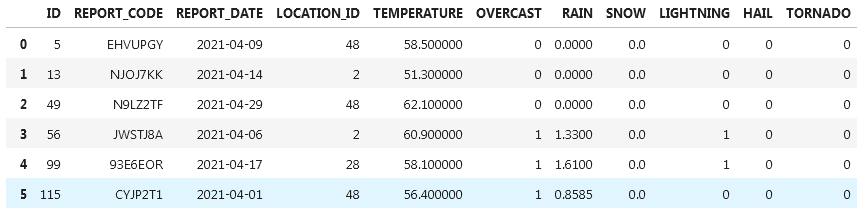 ID REPORT_CODE REPORT_DATE LOCATION_ID TEMPERATURE OVERCAST RAIN SNOW LIGHTNING HAIL TORNADO
0 5 EHVUPGY 2021-04-09 48 58.500000 0 0.0000 0.0 0 0 0
1 13 NJOJ7KK 2021-04-14 2 51.300000 0 0.0000 0.0 0 0 0
2 49 N9LZ2TF 2021-04-29 48 62.100000 0 0.0000 0.0 0 0 0
3 56 JWSTJ8A 2021-04-06 2 60.900000 1 1.3300 0.0 1 0 0
4 99 93E6EOR 2021-04-17 28 58.100000 1 1.6100 0.0 1 0 0
5 115 CYJP2T1 2021-04-01 48 56.400000 1 0.8585 0.0 0 0 0